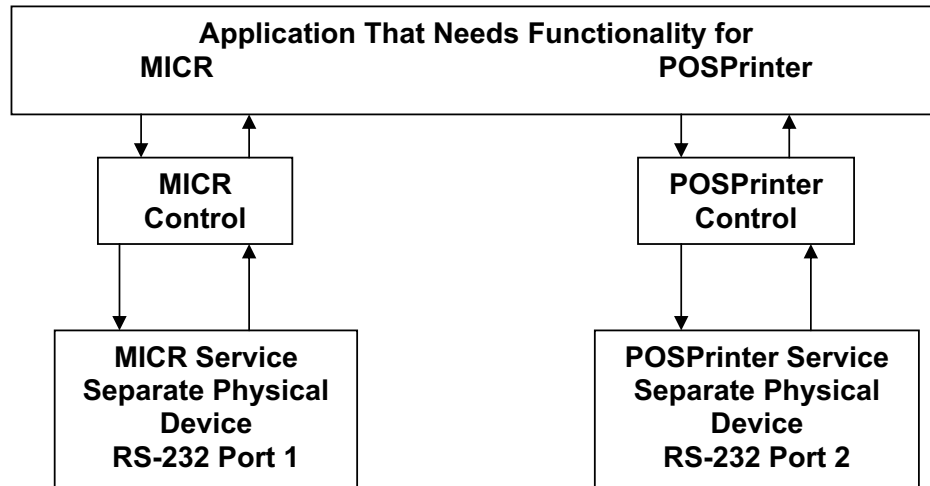 Application That Needs Functionality for
MICR POSPrinter
MICR
Control
POSPrinter
Control
MICR Service
Separate Physical
Device
RS-232 Port 1
POSPrinter Service
Separate Physical
Device
RS-232 Port 2